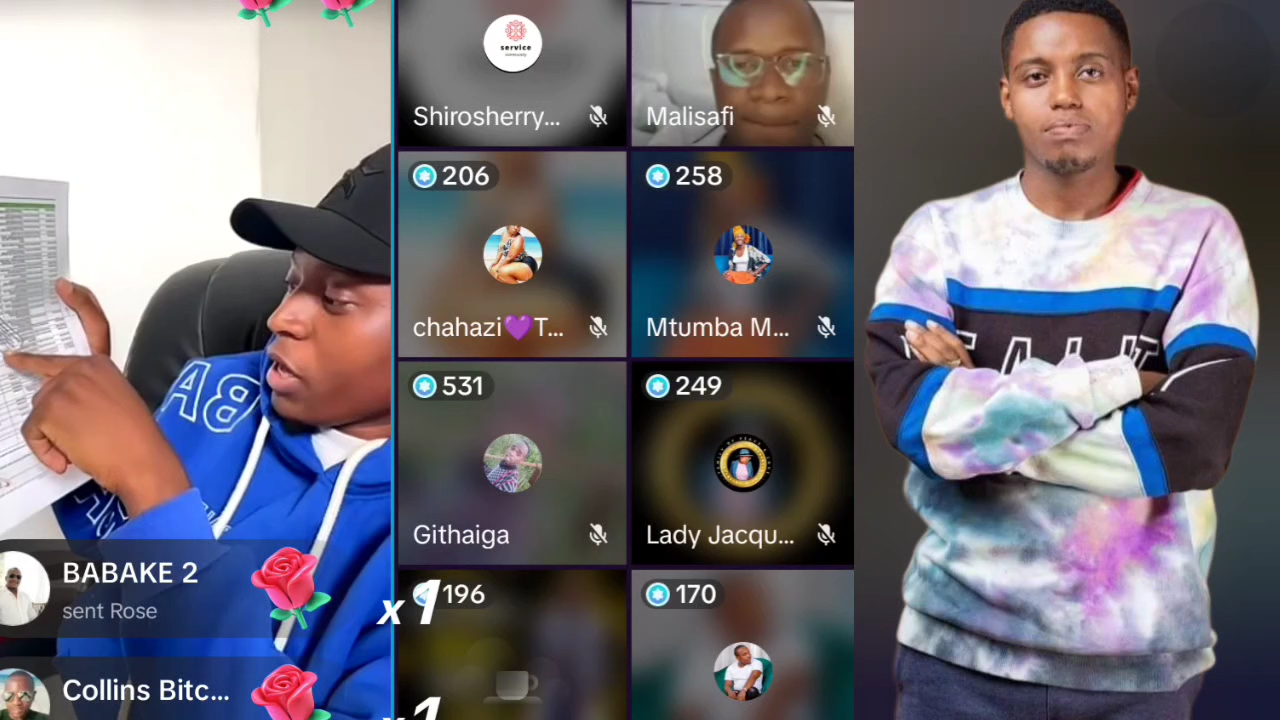 service
community
Shirosherry...
Malisafi
206
258
chahazi💜T...
Mtumba M...
531
249
Githaiga
Lady Jacqu...
x1
196
170
BABAKE 2
sent Rose
Collins Bitc...
x1